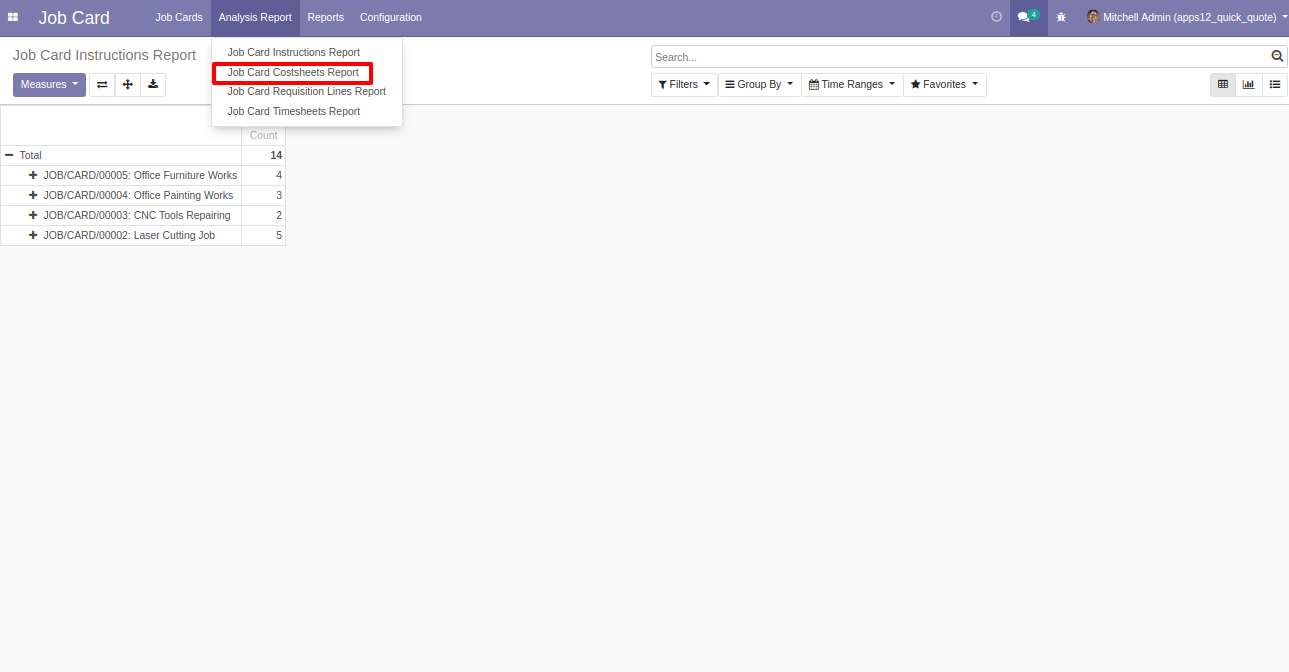 Job Card Job Cards Analysis Report Reports Configuration 4 Mitchell Admin (apps12_quick_quote)
Job Card Instructions Report
Search...
Measures
Filters Group By Time Ranges Favorites
Job Card Instructions Report
Job Card Costsheets Report
Job Card Requisition Lines Report
Job Card Timesheets Report
Count
Total 14
JOB/CARD/00005: Office Furniture Works 4
JOB/CARD/00004: Office Painting Works 3
JOB/CARD/00003: CNC Tools Repairing 2
JOB/CARD/00002: Laser Cutting Job 5